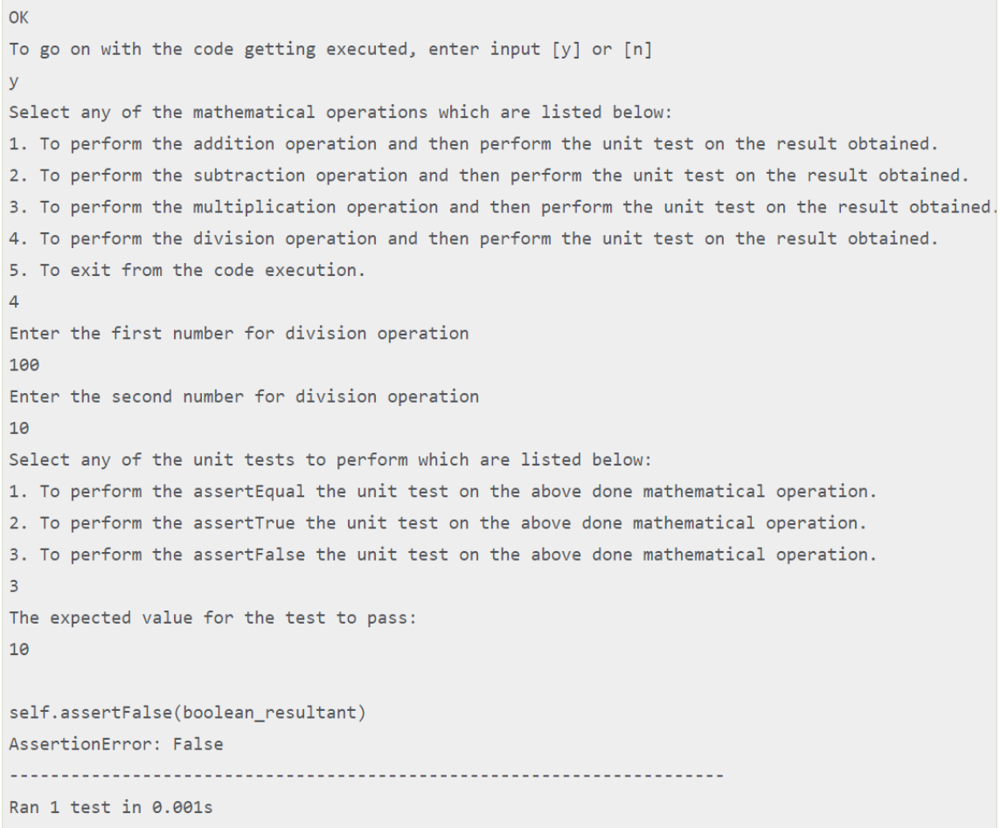 OK
To go on with the code getting executed, enter input [y] or [n]
y
Select any of the mathematical operations which are listed below:
1. To perform the addition operation and then perform the unit test on the result obtained.
2. To perform the subtraction operation and then perform the unit test on the result obtained.
3. To perform the multiplication operation and then perform the unit test on the result obtained.
4. To perform the division operation and then perform the unit test on the result obtained.
5. To exit from the code execution.
4
Enter the first number for division operation
100
Enter the second number for division operation
10
Select any of the unit tests to perform which are listed below:
1. To perform the assertEqual the unit test on the above done mathematical operation.
2. To perform the assertTrue the unit test on the above done mathematical operation.
3. To perform the assertFalse the unit test on the above done mathematical operation.
3
The expected value for the test to pass:
10
self.assertFalse(boolean_resultant)
AssertionError: False
----------------------------------------------------------------------
Ran 1 test in 0.001s